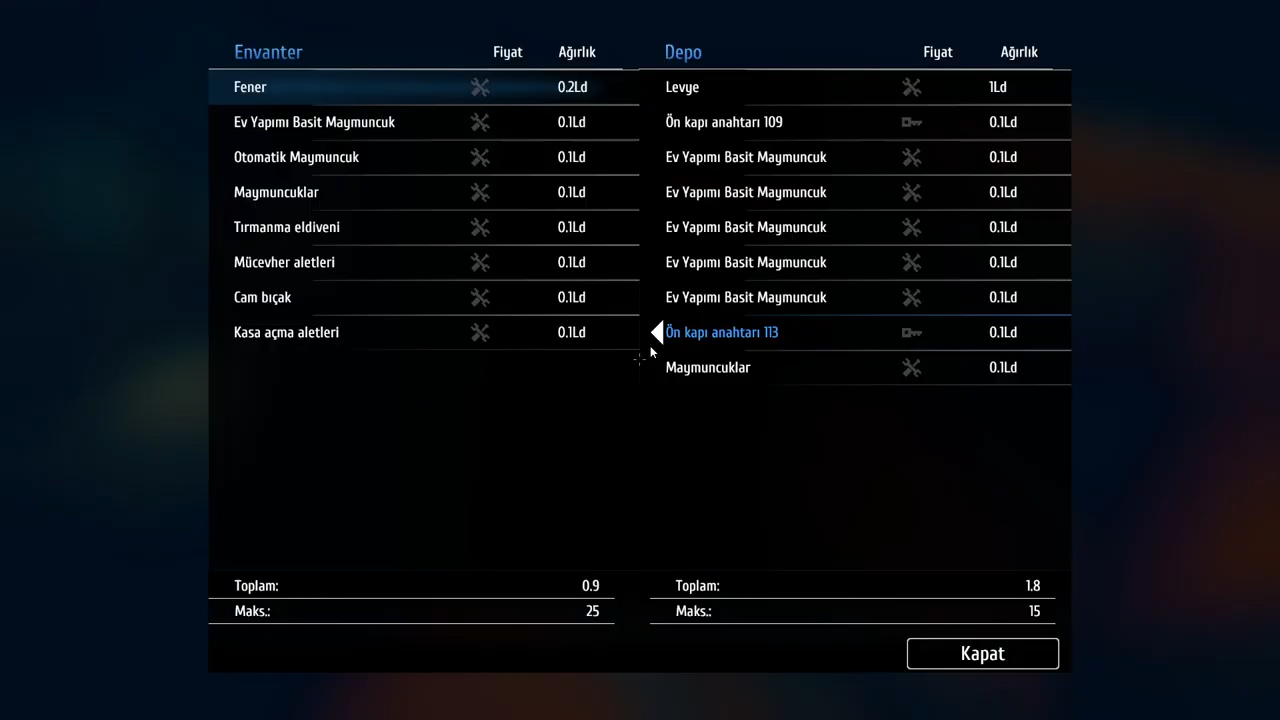 Envanter Fiyat Ağırlık
Fener 0.2Ld
Ev Yapımı Basit Maymuncuk 0.1Ld
Otomatik Maymuncuk 0.1Ld
Maymuncuklar 0.1Ld
Tırmanma eldiveni 0.1Ld
Mücevher aletleri 0.1Ld
Cam bıçak 0.1Ld
Kasa açma aletleri 0.1Ld
Toplam: 0.9
Maks.: 25
Depo Fiyat Ağırlık
Levye 1Ld
Ön kapı anahtarı 109 0.1Ld
Ev Yapımı Basit Maymuncuk 0.1Ld
Ev Yapımı Basit Maymuncuk 0.1Ld
Ev Yapımı Basit Maymuncuk 0.1Ld
Ev Yapımı Basit Maymuncuk 0.1Ld
Ev Yapımı Basit Maymuncuk 0.1Ld
Ön kapı anahtarı 113 0.1Ld
Maymuncuklar 0.1Ld
Toplam: 1.8
Maks.: 15
Kapat